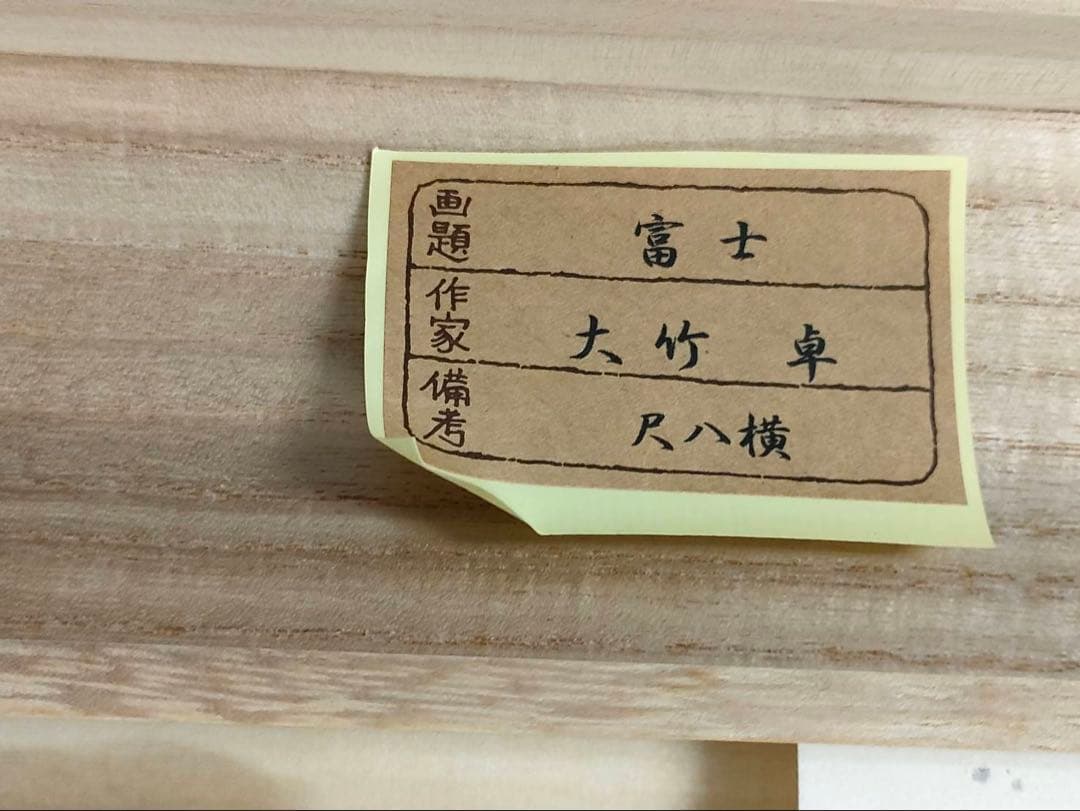 画題 富士
作家 大竹 卓
備考 尺八横